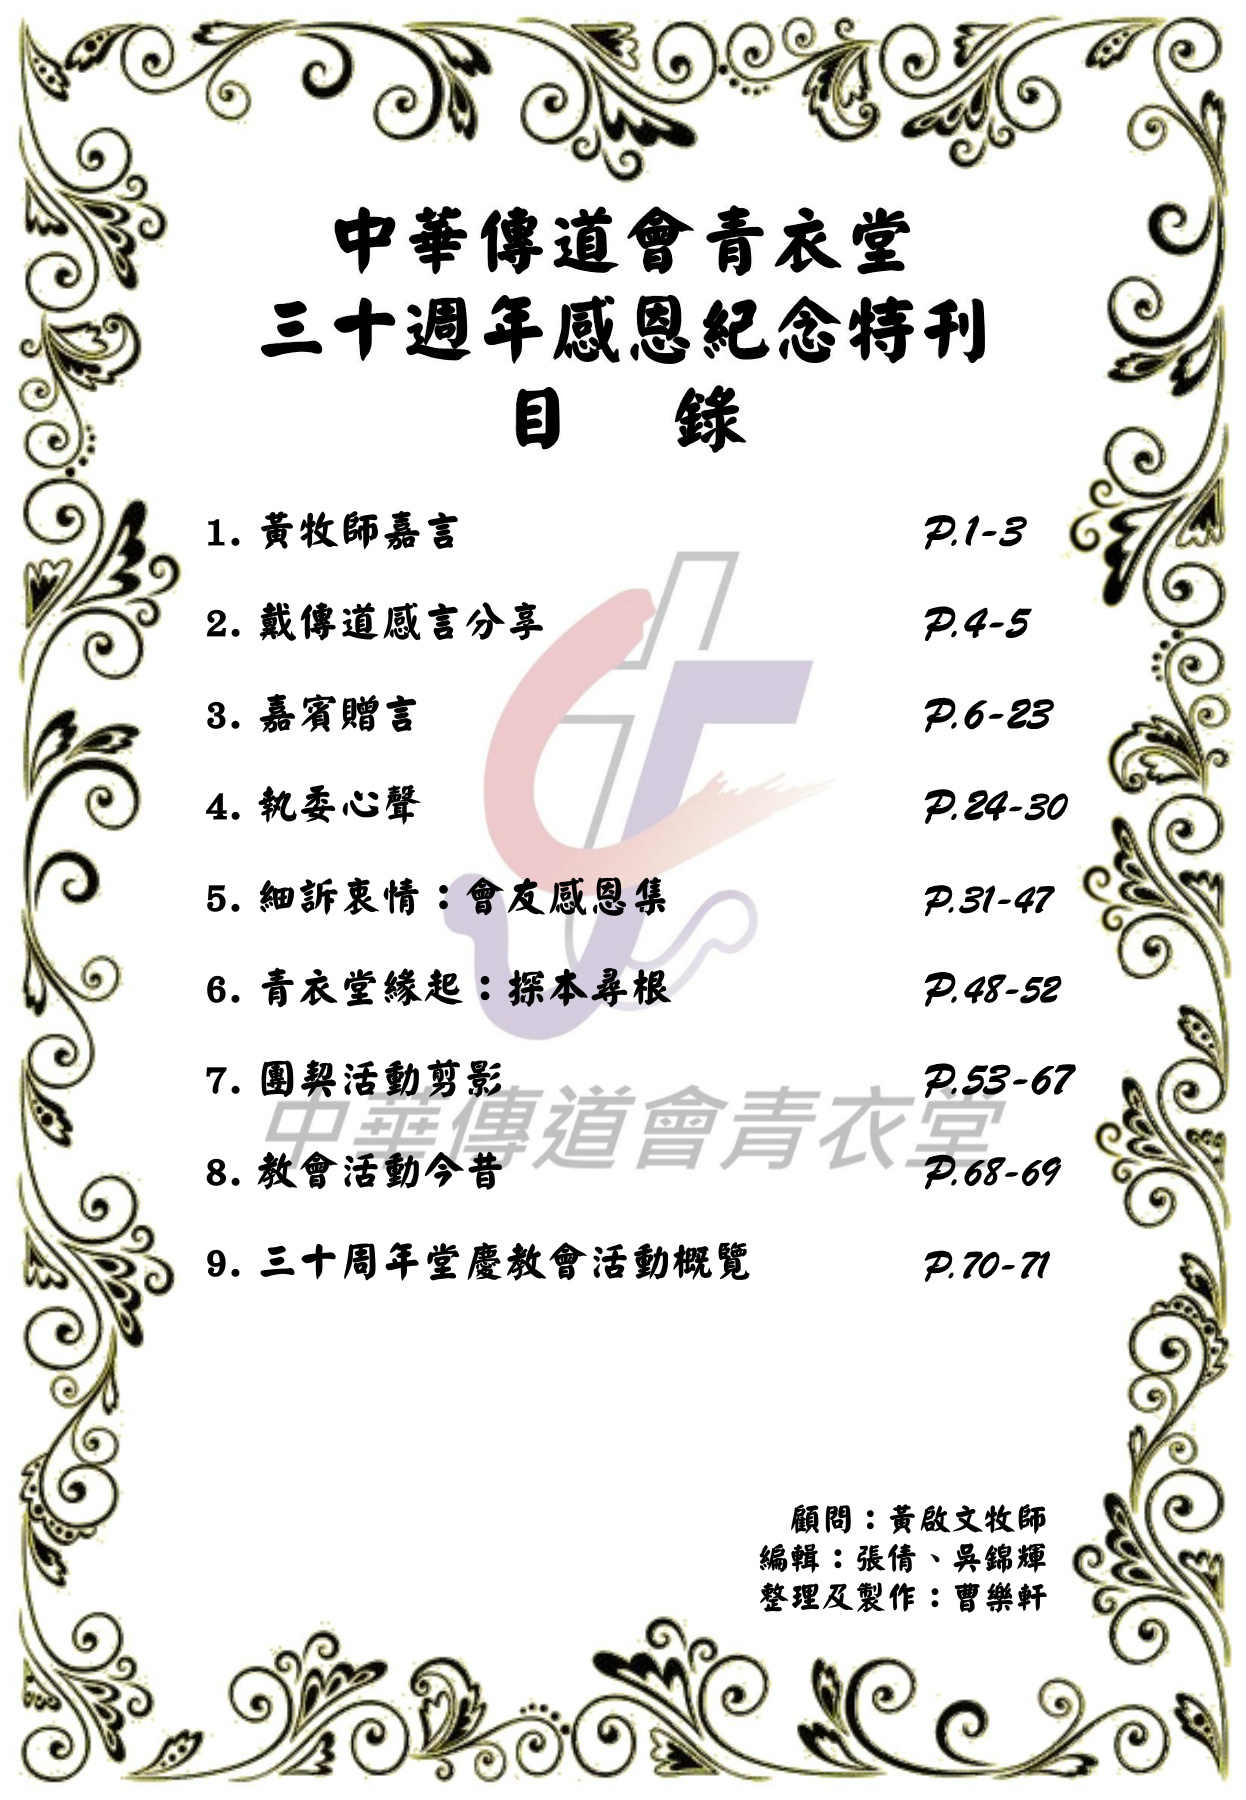 中華傳道會青衣堂
三十週年感恩紀念特刊
目 錄
1. 黃牧師嘉言 P.1-3
2. 戴傳道感言分享 P.4-5
3. 嘉賓贈言 P.6-23
4. 執委心聲 P.24-30
5. 細訴衷情：會友感恩集 P.31-47
6. 青衣堂緣起：探本尋根 P.48-52
7. 團契活動剪影 P.53-67
中華傳道會青衣堂
8. 教會活動今昔 P.68-69
9. 三十周年堂慶教會活動概覽 P.70-71
顧問：黃啟文牧師
編輯：張倩、吳錦輝
整理及製作：曹樂軒